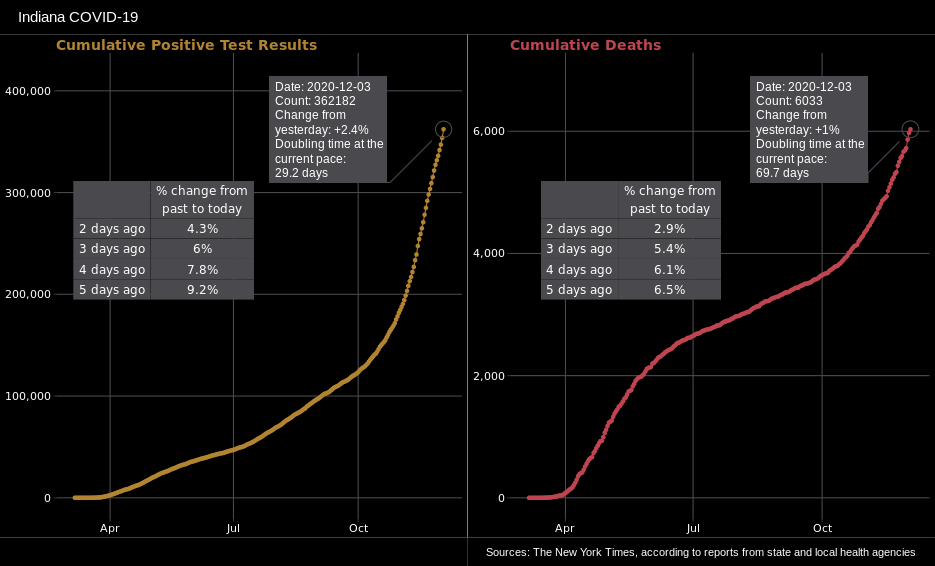 Indiana COVID-19
Cumulative Positive Test Results
400,000
300,000
200,000
100,000
0
Apr
Jul
Oct
Date: 2020-12-03
Count: 362182
Change from
yesterday: +2.4%
Doubling time at the
current pace:
29.2 days
% change from
past to today
2 days ago 4.3%
3 days ago 6%
4 days ago 7.8%
5 days ago 9.2%
Cumulative Deaths
6,000
4,000
2,000
0
Apr
Jul
Oct
Date: 2020-12-03
Count: 6033
Change from
yesterday: +1%
Doubling time at the
current pace:
69.7 days
% change from
past to today
2 days ago 2.9%
3 days ago 5.4%
4 days ago 6.1%
5 days ago 6.5%
Sources: The New York Times, according to reports from state and local health agencies